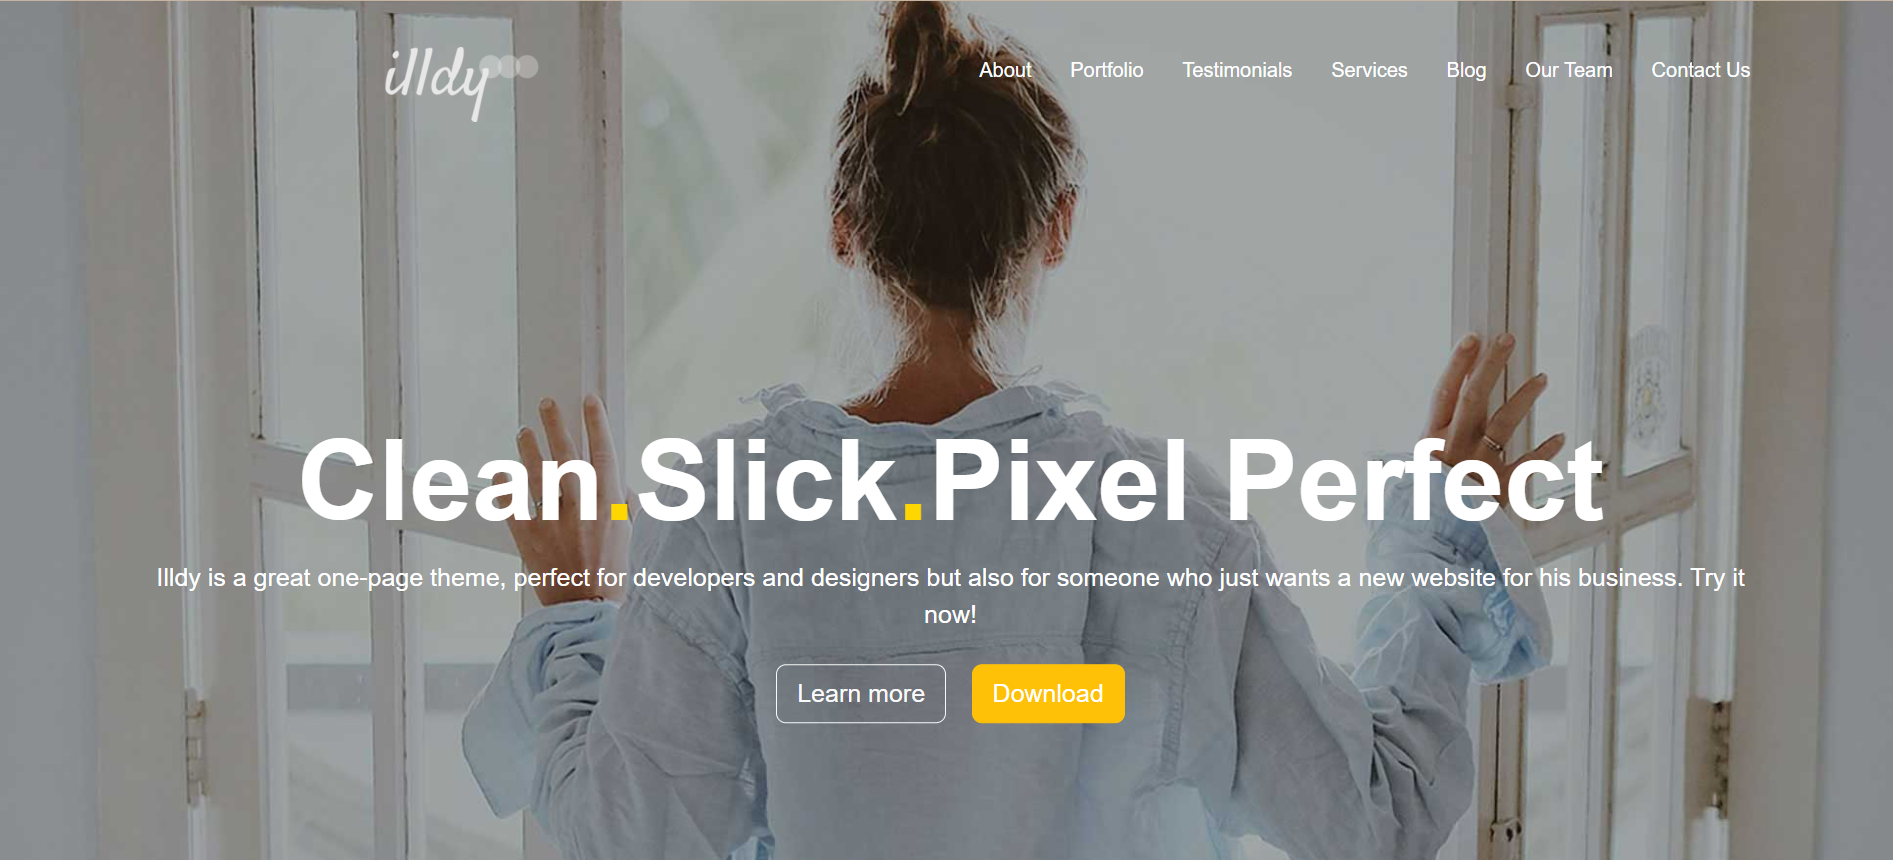 illdy
About Portfolio Testimonials Services Blog Our Team Contact Us
Clean.Slick.Pixel Perfect
Illdy is a great one-page theme, perfect for developers and designers but also for someone who just wants a new website for his business. Try it
now!
Learn more Download